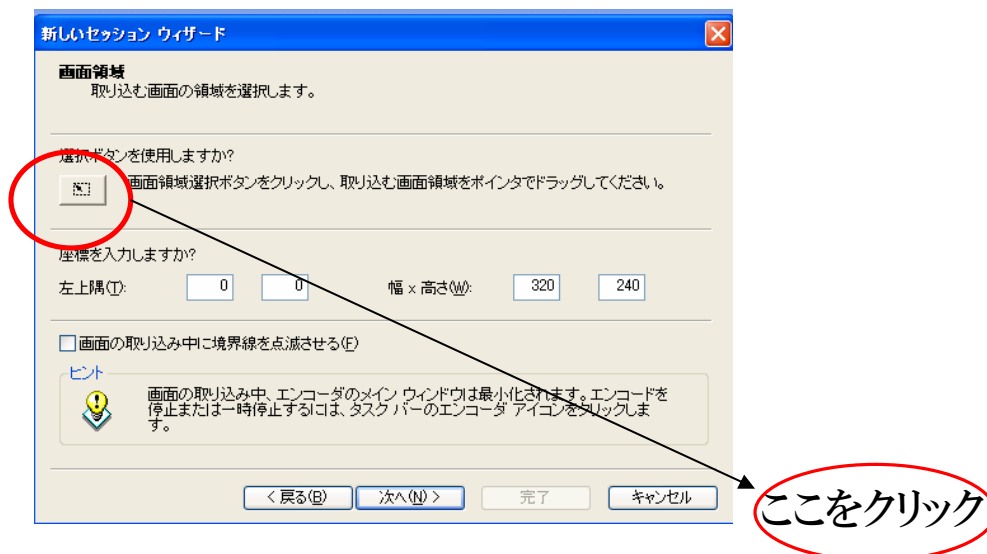 新しいセッション ウィザード
画面領域
取り込む画面の領域を選択します。
選択ボタンを使用しますか?
画面領域選択ボタンをクリックし、取り込む画面領域をポインタでドラッグしてください。
座標を入力しますか?
左上隅(T): 0 0 幅 x 高さ(W): 320 240
画面の取り込み中に境界線を点滅させる(F)
ヒント
画面の取り込み中、エンコーダのメイン ウィンドウは最小化されます。エンコードを
停止または一時停止するには、タスク バーのエンコーダ アイコンをクリックしま
す。
< 戻る(B) 次へ(N) > 完了 キャンセル
ここをクリック